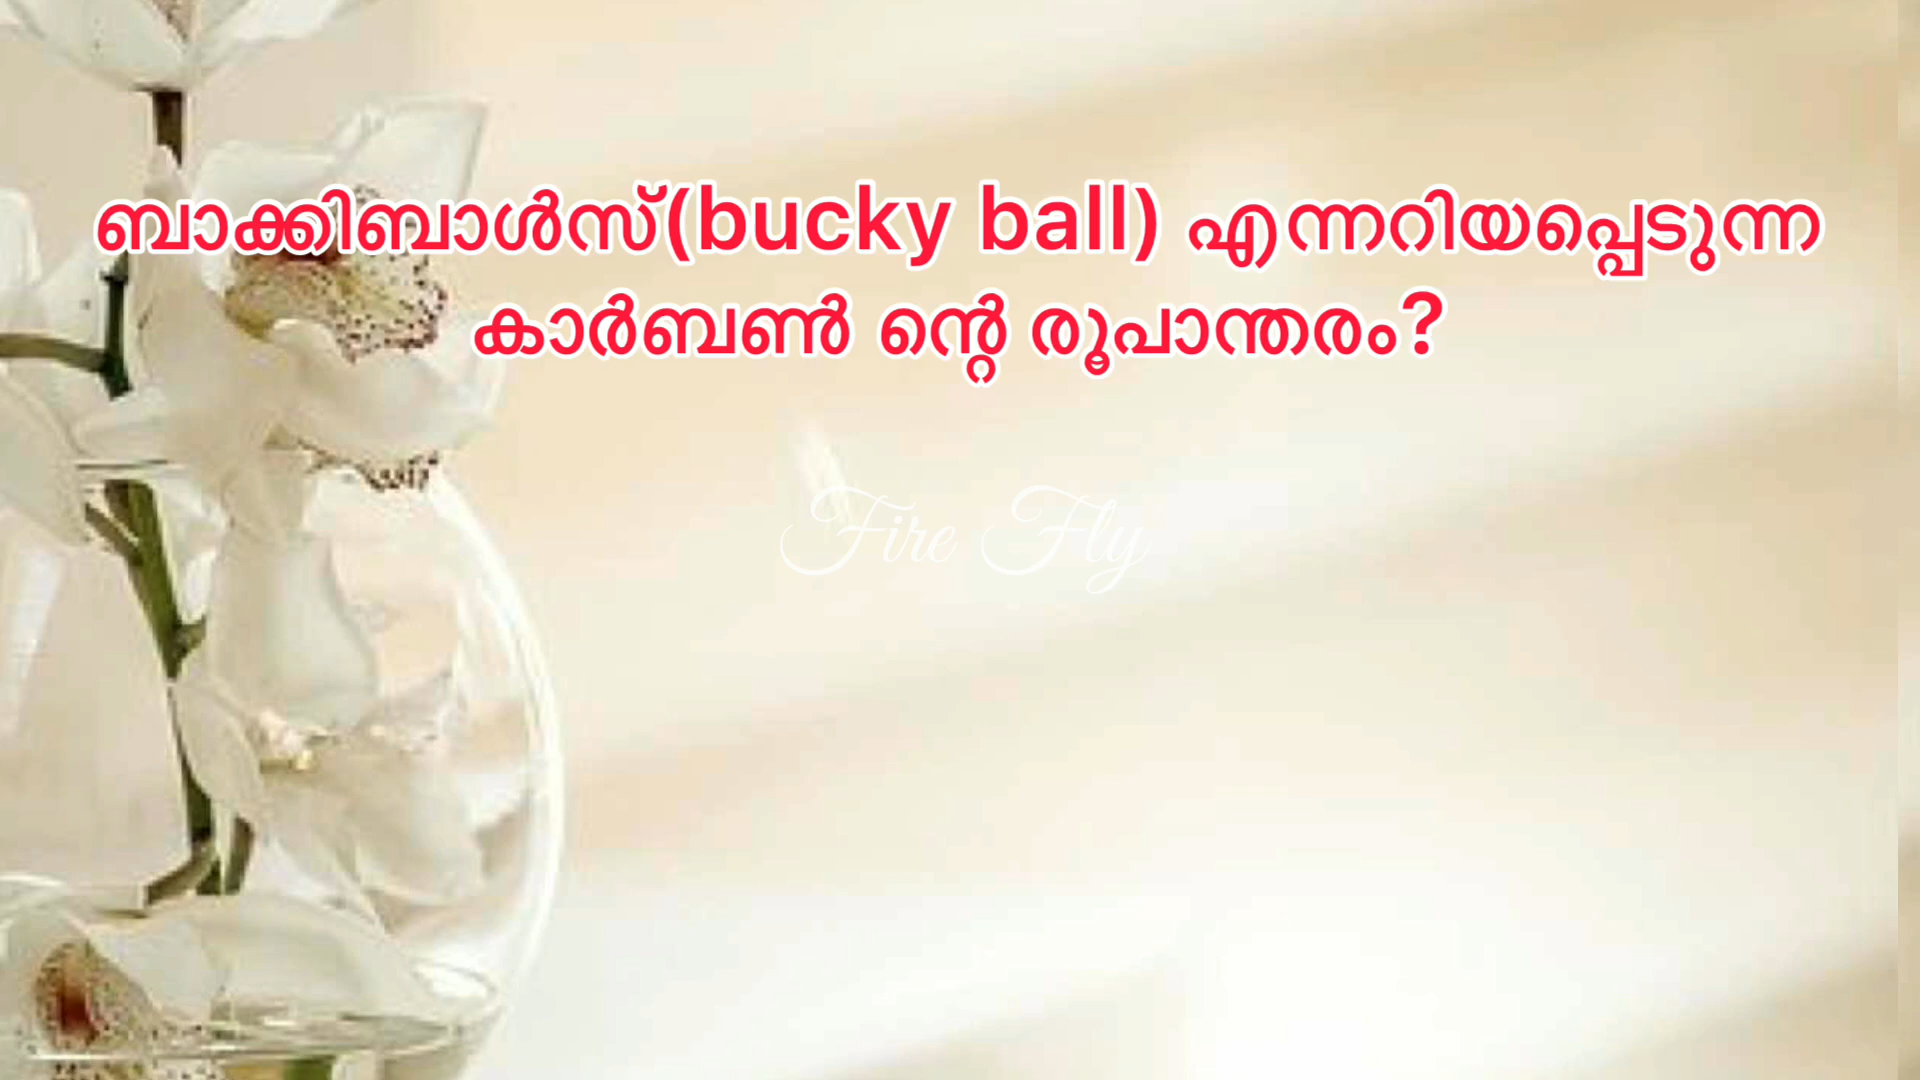 ബാക്കിബാൾസ്(bucky ball) എന്നറിയപ്പെടുന്ന
കാർബൺ ന്റെ രൂപാന്തരം?
Fire Fly